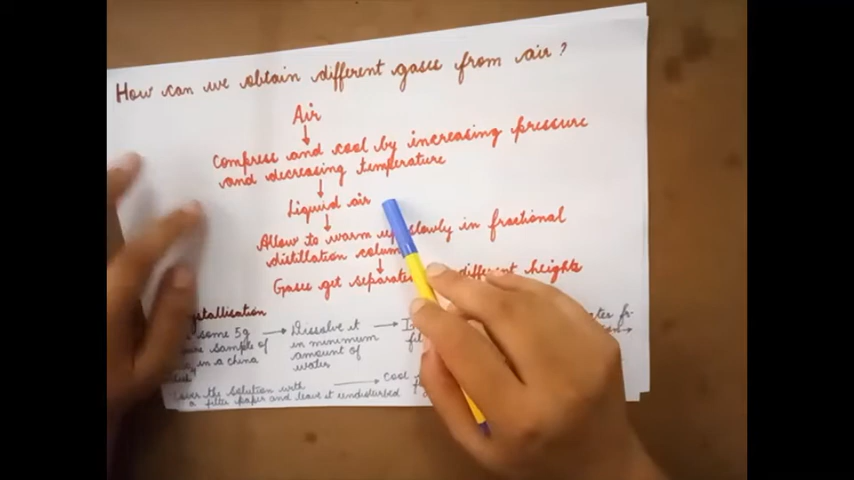 How can we obtain different gases from air?
Air
Compress and cool by increasing pressure
and decreasing temperature
Liquid air
Allow to warm up slowly in fractional
distillation column
Gases get separated different heights
some 5g
sample of
in a china
Dissolve it
in minimum
amount of
water
Cover the solution with
a filter paper and leave it undisturbed
Cool